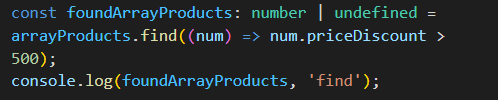 const foundArrayProducts: number | undefined =
arrayProducts.find((num) => num.priceDiscount >
500);
console.log(foundArrayProducts, 'find');